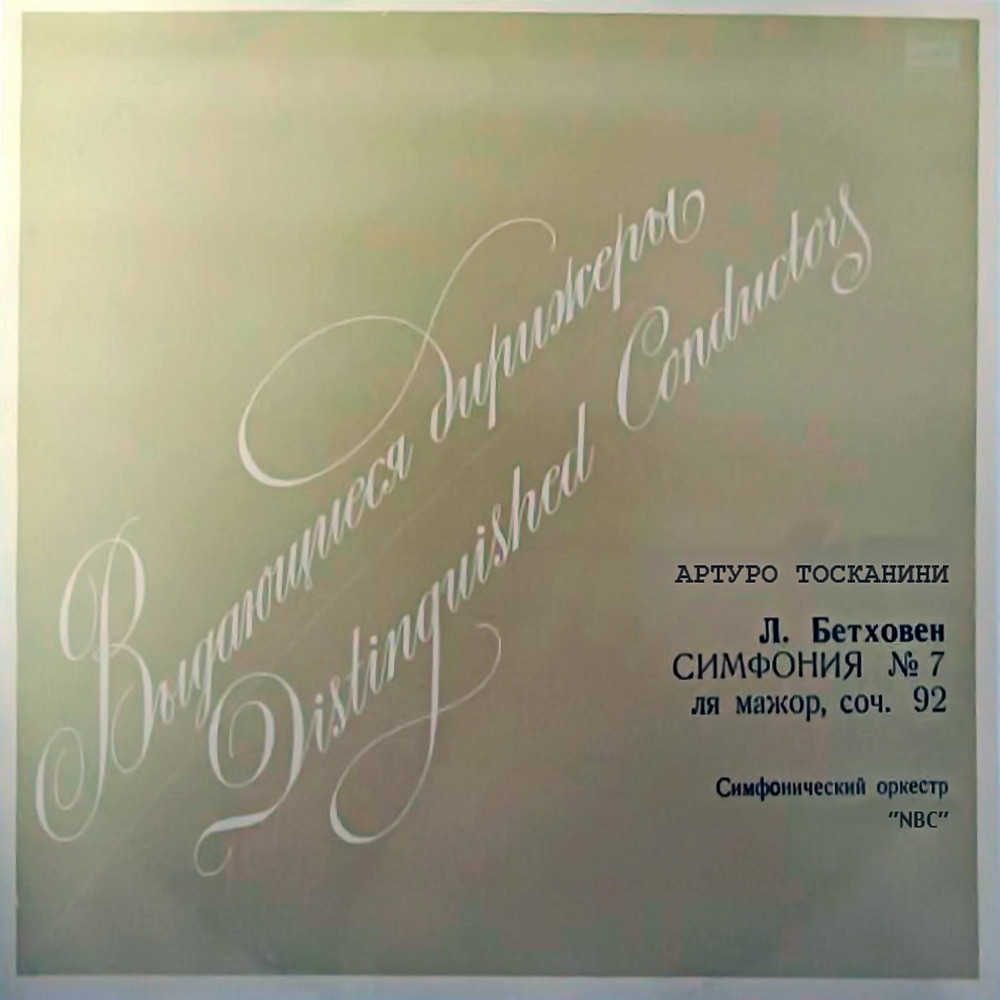 Выдающиеся дирижеры
Distinguished Conductors
АРТУРО ТОСКАНИНИ
Л. Бетховен
СИМФОНИЯ № 7
ля мажор, соч. 92
Симфонический оркестр
"NBC"